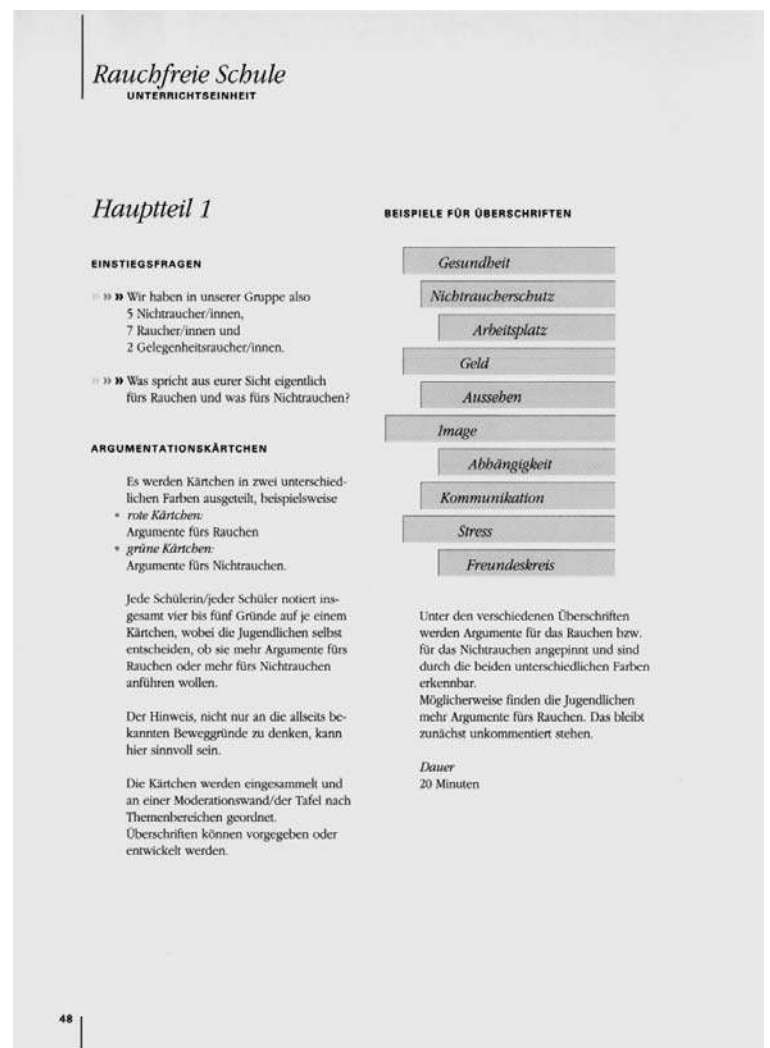 Rauchfreie Schule
UNTERRICHTSEINHEIT
Hauptteil 1
EINSTIEGSFRAGEN
»»» Wir haben in unserer Gruppe also
5 Nichtraucher/innen,
7 Raucher/innen und
2 Gelegenheitsraucher/innen.
»»» Was spricht aus eurer Sicht eigentlich
fürs Rauchen und was fürs Nichtrauchen?
ARGUMENTATIONSKÄRTCHEN
Es werden Kärtchen in zwei unterschied-
lichen Farben ausgeteilt, beispielsweise
• rote Kärtchen:
Argumente fürs Rauchen
• grüne Kärtchen:
Argumente fürs Nichtrauchen.
Jede Schülerin/jeder Schüler notiert ins-
gesamt vier bis fünf Gründe auf je einem
Kärtchen, wobei die Jugendlichen selbst
entscheiden, ob sie mehr Argumente fürs
Rauchen oder mehr fürs Nichtrauchen
anführen wollen.
Der Hinweis, nicht nur an die allseits be-
kannten Beweggründe zu denken, kann
hier sinnvoll sein.
Die Kärtchen werden eingesammelt und
an einer Moderationswand/der Tafel nach
Themenbereichen geordnet.
Überschriften können vorgegeben oder
entwickelt werden.
BEISPIELE FÜR ÜBERSCHRIFTEN
Gesundheit
Nichtraucherschutz
Arbeitsplatz
Geld
Aussehen
Image
Abhängigkeit
Kommunikation
Stress
Freundeskreis
Unter den verschiedenen Überschriften
werden Argumente für das Rauchen bzw.
für das Nichtrauchen angepinnt und sind
durch die beiden unterschiedlichen Farben
erkennbar.
Möglicherweise finden die Jugendlichen
mehr Argumente fürs Rauchen. Das bleibt
zunächst unkommentiert stehen.
Dauer
20 Minuten
48